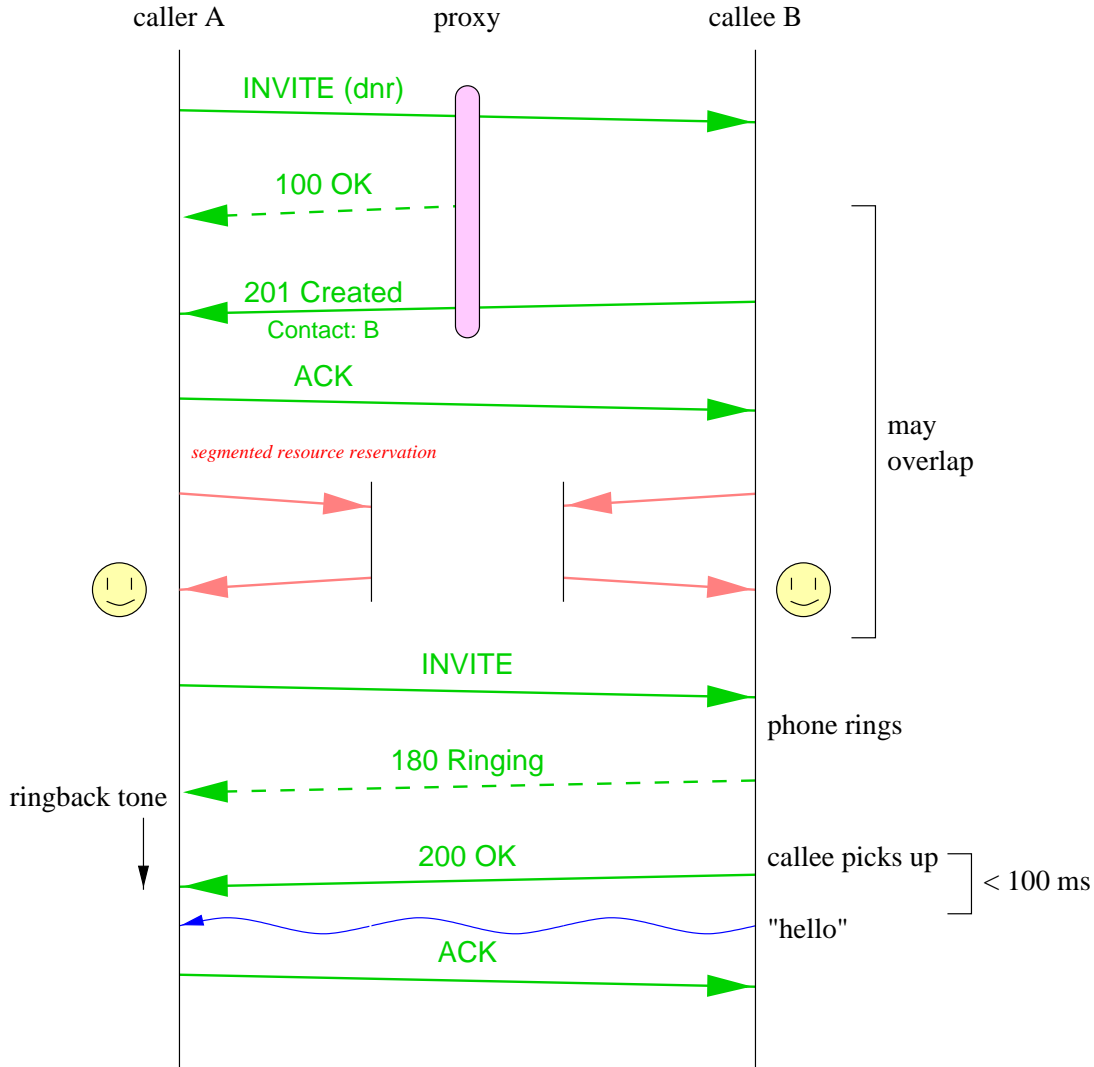 caller A
proxy
callee B
INVITE (dnr)
100 OK
201 Created
Contact: B
ACK
may
overlap
segmented resource reservation
INVITE
phone rings
180 Ringing
ringback tone
200 OK
callee picks up
< 100 ms
"hello"
ACK